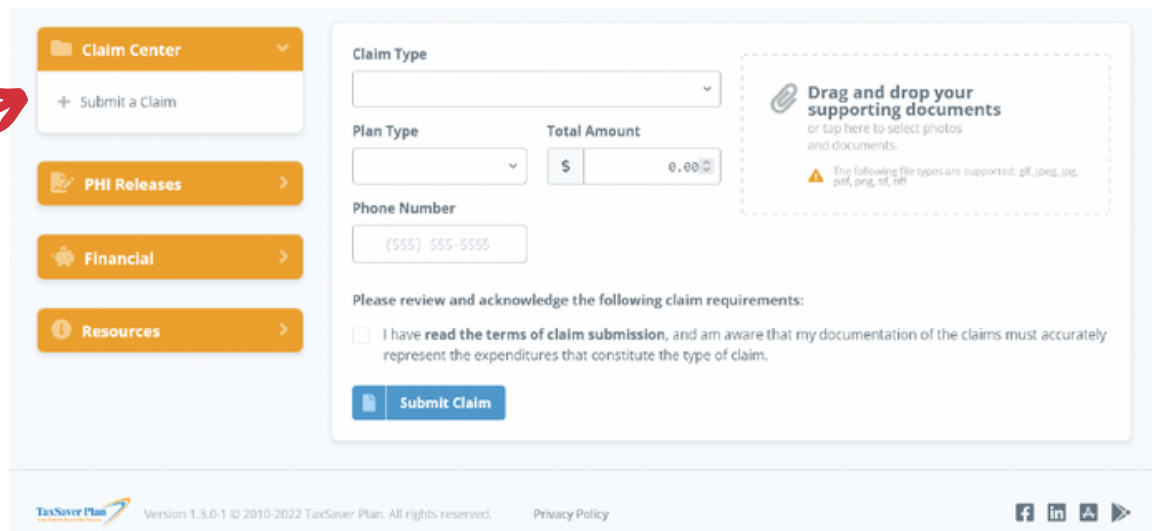 Claim Center
+ Submit a Claim
PHI Releases
Financial
Resources
Claim Type
Plan Type
Total Amount
$ 0.00
Phone Number
(555) 555-5555
Drag and drop your
supporting documents
or tap here to select photos
and documents.
The following file types are supported: gif, jpeg, jpg,
pdf, png, tif, tiff
Please review and acknowledge the following claim requirements:
I have read the terms of claim submission, and am aware that my documentation of the claims must accurately
represent the expenditures that constitute the type of claim.
Submit Claim
TaxSaver Plan
Version 1.3.0-1 © 2010-2022 TaxSaver Plan. All rights reserved.
Privacy Policy